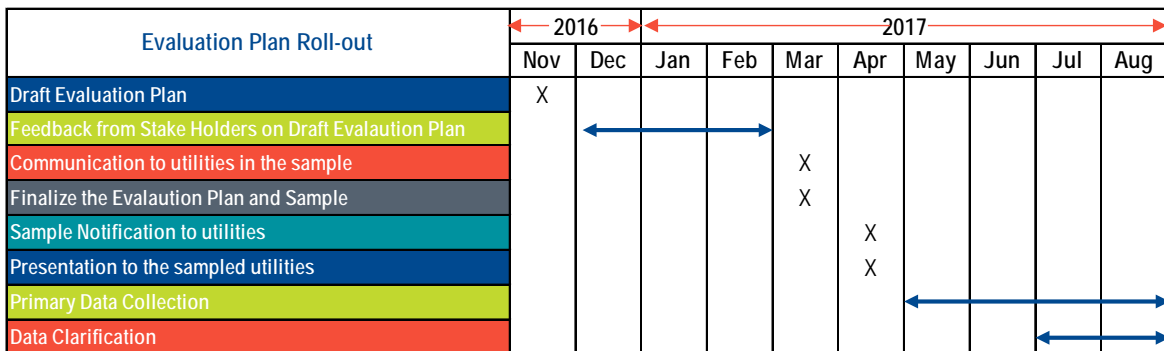 Evaluation Plan Roll-out
2016 2017
Nov Dec Jan Feb Mar Apr May Jun Jul Aug
Draft Evaluation Plan X
Feedback from Stake Holders on Draft Evalaution Plan
Communication to utilities in the sample X
Finalize the Evalaution Plan and Sample X
Sample Notification to utilities X
Presentation to the sampled utilities X
Primary Data Collection
Data Clarification